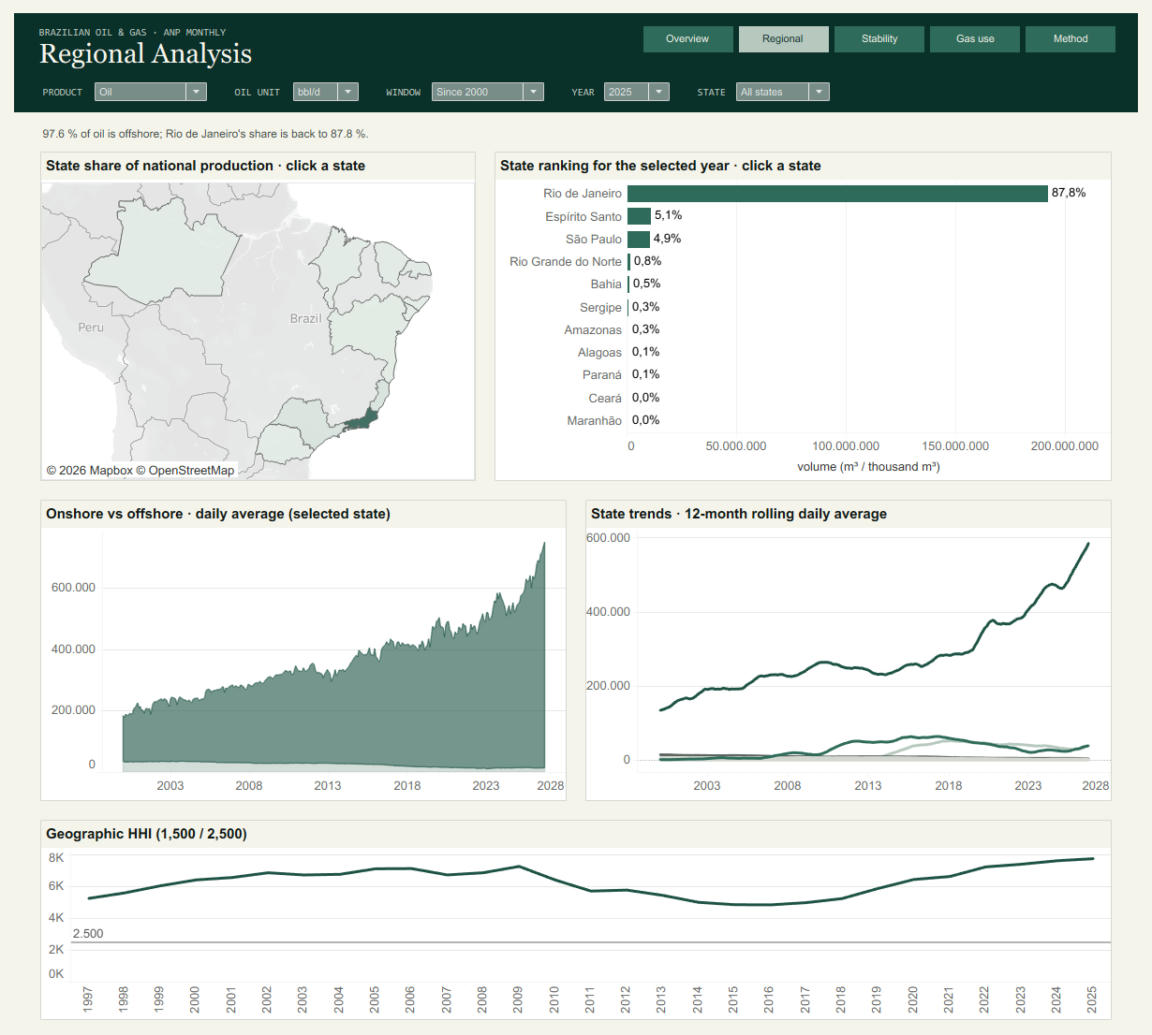 BRAZILIAN OIL & GAS · ANP MONTHLY
Regional Analysis
Overview
Regional
Stability
Gas use
Method
PRODUCT
Oil
OIL UNIT
bbl/d
WINDOW
Since 2000
YEAR
2025
STATE
All states
97.6 % of oil is offshore; Rio de Janeiro's share is back to 87.8 %.
State share of national production · click a state
Peru
Brazil
© 2026 Mapbox © OpenStreetMap
State ranking for the selected year · click a state
Rio de Janeiro 87,8%
Espírito Santo 5,1%
São Paulo 4,9%
Rio Grande do Norte 0,8%
Bahia 0,5%
Sergipe 0,3%
Amazonas 0,3%
Alagoas 0,1%
Paraná 0,1%
Ceará 0,0%
Maranhão 0,0%
0 50.000.000 100.000.000 150.000.000 200.000.000
volume (m³ / thousand m³)
Onshore vs offshore · daily average (selected state)
600.000
400.000
200.000
0
2003 2008 2013 2018 2023 2028
State trends · 12-month rolling daily average
600.000
400.000
200.000
0
2003 2008 2013 2018 2023 2028
Geographic HHI (1,500 / 2,500)
8K
6K
4K
2.500
2K
0K
1997 1998 1999 2000 2001 2002 2003 2004 2005 2006 2007 2008 2009 2010 2011 2012 2013 2014 2015 2016 2017 2018 2019 2020 2021 2022 2023 2024 2025